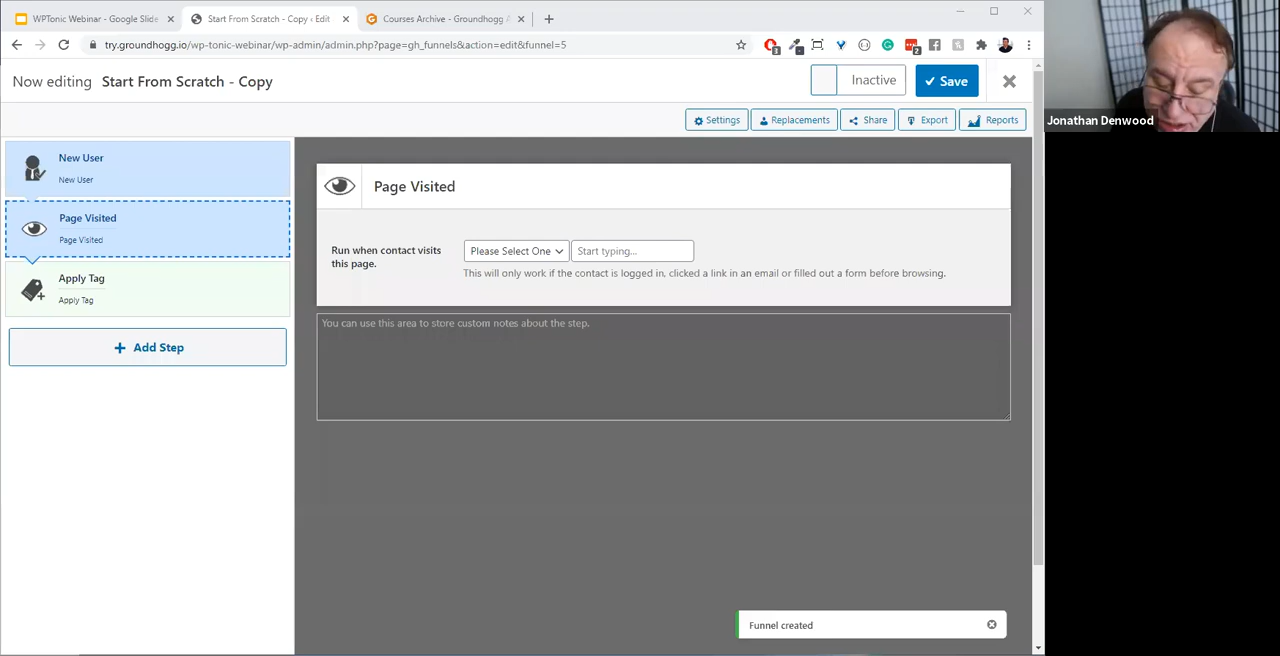 WPTonic Webinar - Google Slide
Start From Scratch - Copy ‹ Edit
Courses Archive - Groundhogg A
try.groundhogg.io/wp-tonic-webinar/wp-admin/admin.php?page=gh_funnels&action=edit&funnel=5
3
2
Now editing Start From Scratch - Copy
Inactive
Save
Settings
Replacements
Share
Export
Reports
New User
New User
Page Visited
Page Visited
Apply Tag
Apply Tag
Add Step
Page Visited
Run when contact visits
this page.
Please Select One
Start typing...
This will only work if the contact is logged in, clicked a link in an email or filled out a form before browsing.
You can use this area to store custom notes about the step.
Funnel created
Jonathan Denwood